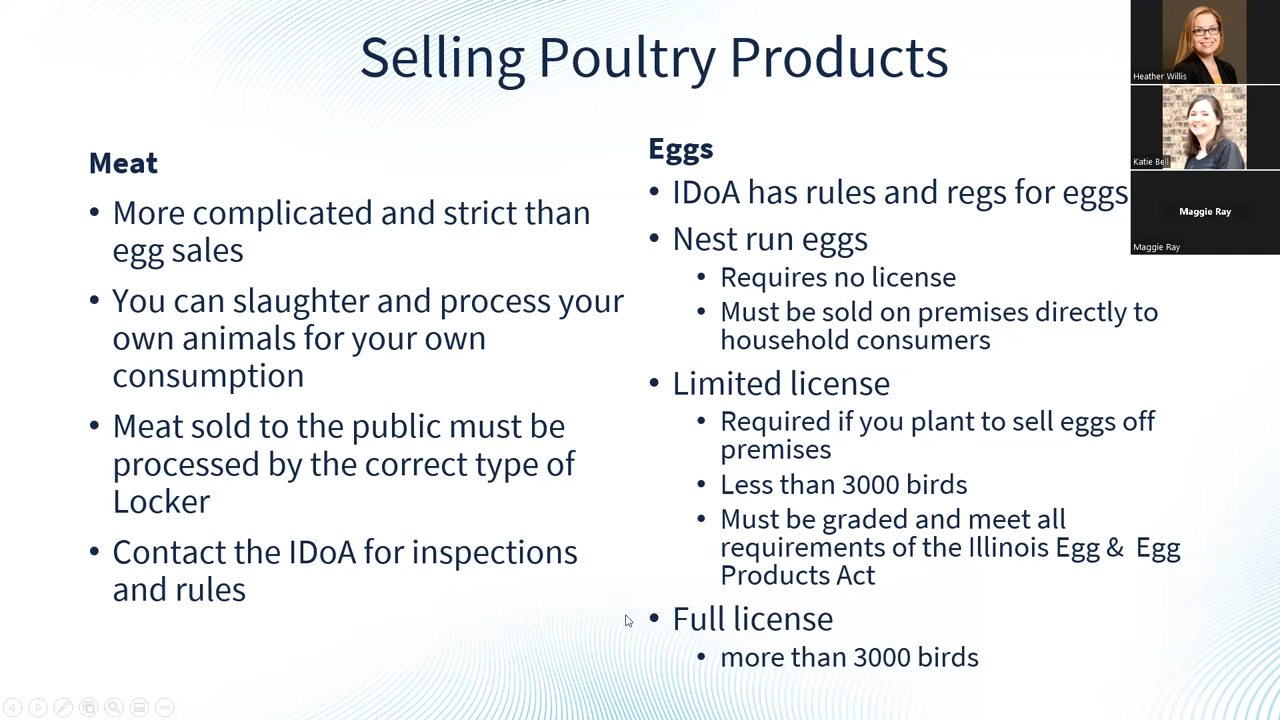 Selling Poultry Products
Meat
• More complicated and strict than
egg sales
• You can slaughter and process your
own animals for your own
consumption
• Meat sold to the public must be
processed by the correct type of
Locker
• Contact the IDoA for inspections
and rules
Eggs
• IDoA has rules and regs for eggs
• Nest run eggs
• Requires no license
• Must be sold on premises directly to
household consumers
• Limited license
• Required if you plant to sell eggs off
premises
• Less than 3000 birds
• Must be graded and meet all
requirements of the Illinois Egg & Egg
Products Act
• Full license
• more than 3000 birds
Heather Willis
Katie Bell
Maggie Ray
Maggie Ray